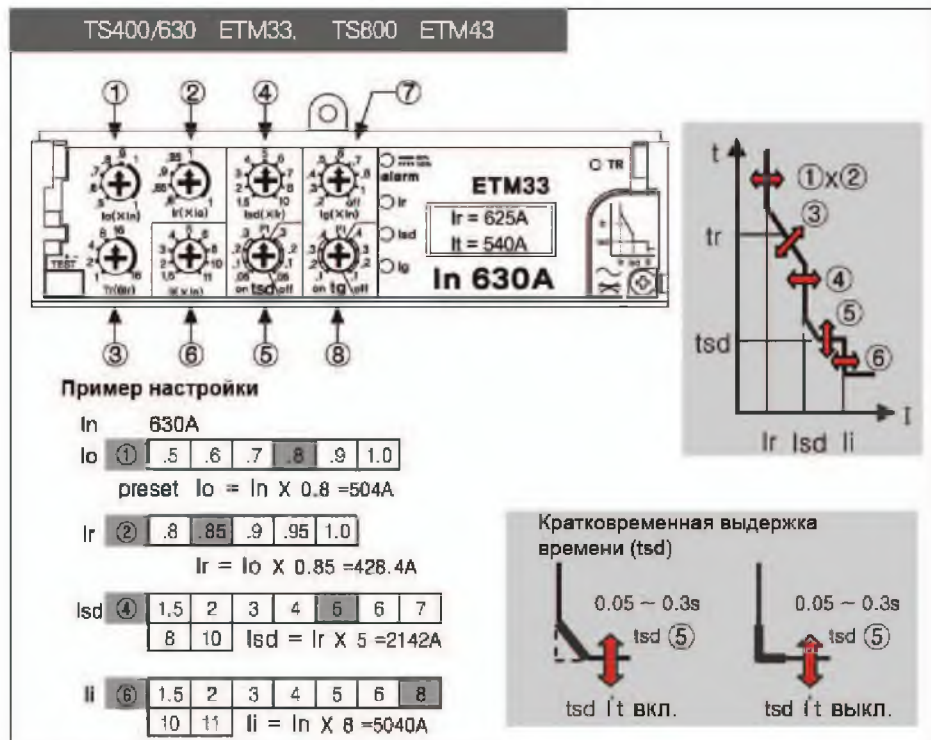 TS400/630 ETM33, TS800 ETM43
① ② ④ ⑦
Io(×In)
Ir(×Io)
Isd(×Ir)
Ig(×In)
alarm
Ir
Isd
Ig
TR
ETM33
Ir = 625A
It = 540A
In 630A
TEST
Ii(×In)
on tsd off
on tg off
Ir Isd Ii
③ ⑥ ⑤ ⑧
t
①x②
③
tr
④
⑤
tsd
⑥
I
Ir Isd Ii
Пример настройки
In 630A
Io ① .5 .6 .7 .8 .9 1.0
preset Io = In X 0.8 =504A
Ir ② .8 .85 .9 .95 1.0
Ir = Io X 0.85 =428.4A
Isd ④ 1.5 2 3 4 5 6 7
8 10 Isd = Ir X 5 =2142A
Ii ⑥ 1.5 2 3 4 5 6 8
10 11 Ii = In X 8 =5040A
Кратковременная выдержка
времени (tsd)
0.05 ~ 0.3s
tsd ⑤
tsd I²t вкл.
0.05 ~ 0.3s
tsd ⑤
tsd I²t выкл.